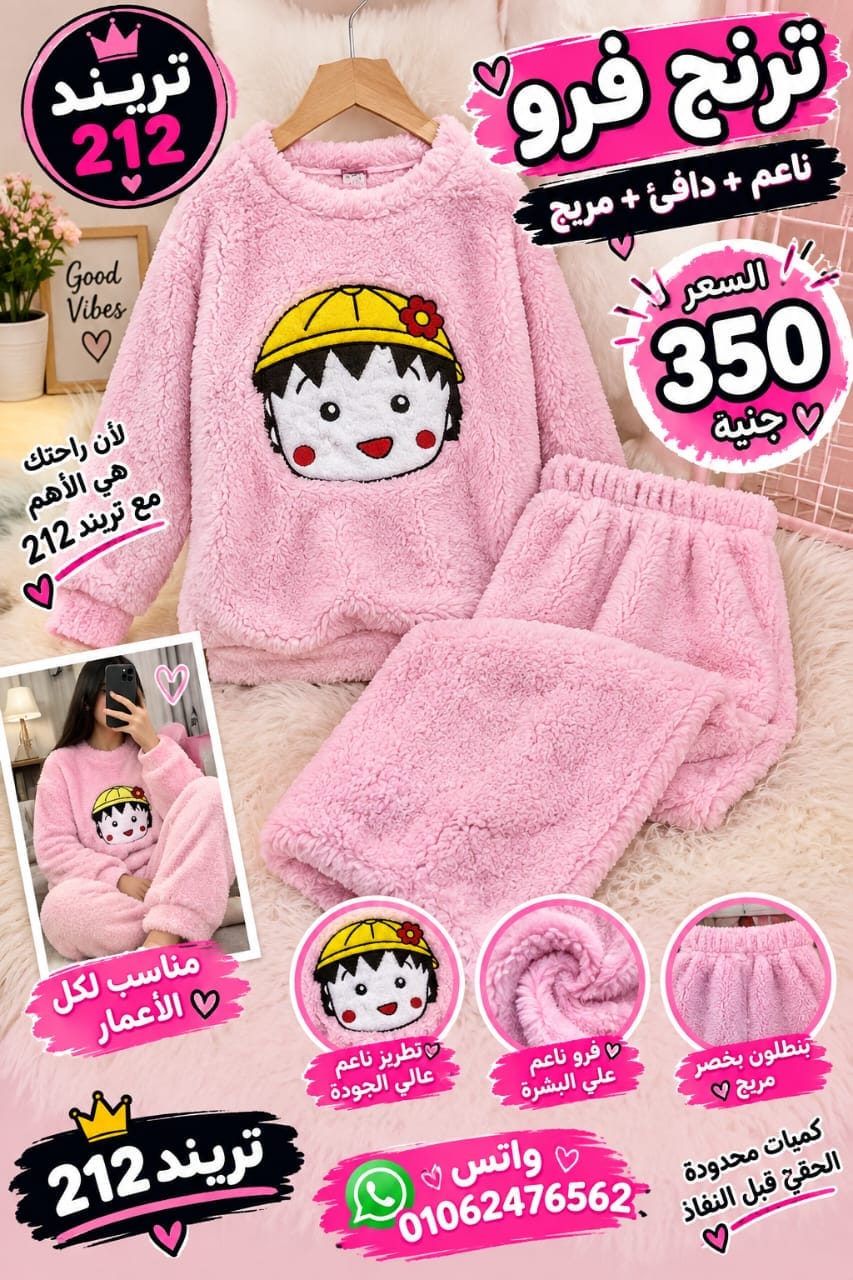 تريند
212
ترنج فرو
ناعم + دافئ + مريح
السعر
350
جنية
Good
Vibes
لأن راحتك
هي الأهم
مع تريند 212
مناسب لكل
الأعمار
تطريز ناعم
عالي الجودة
فرو ناعم
علي البشرة
بنطلون بخصر
مريح
تريند 212
واتس
01062476562
كميات محدودة
الحقيّ قبل النفاذ